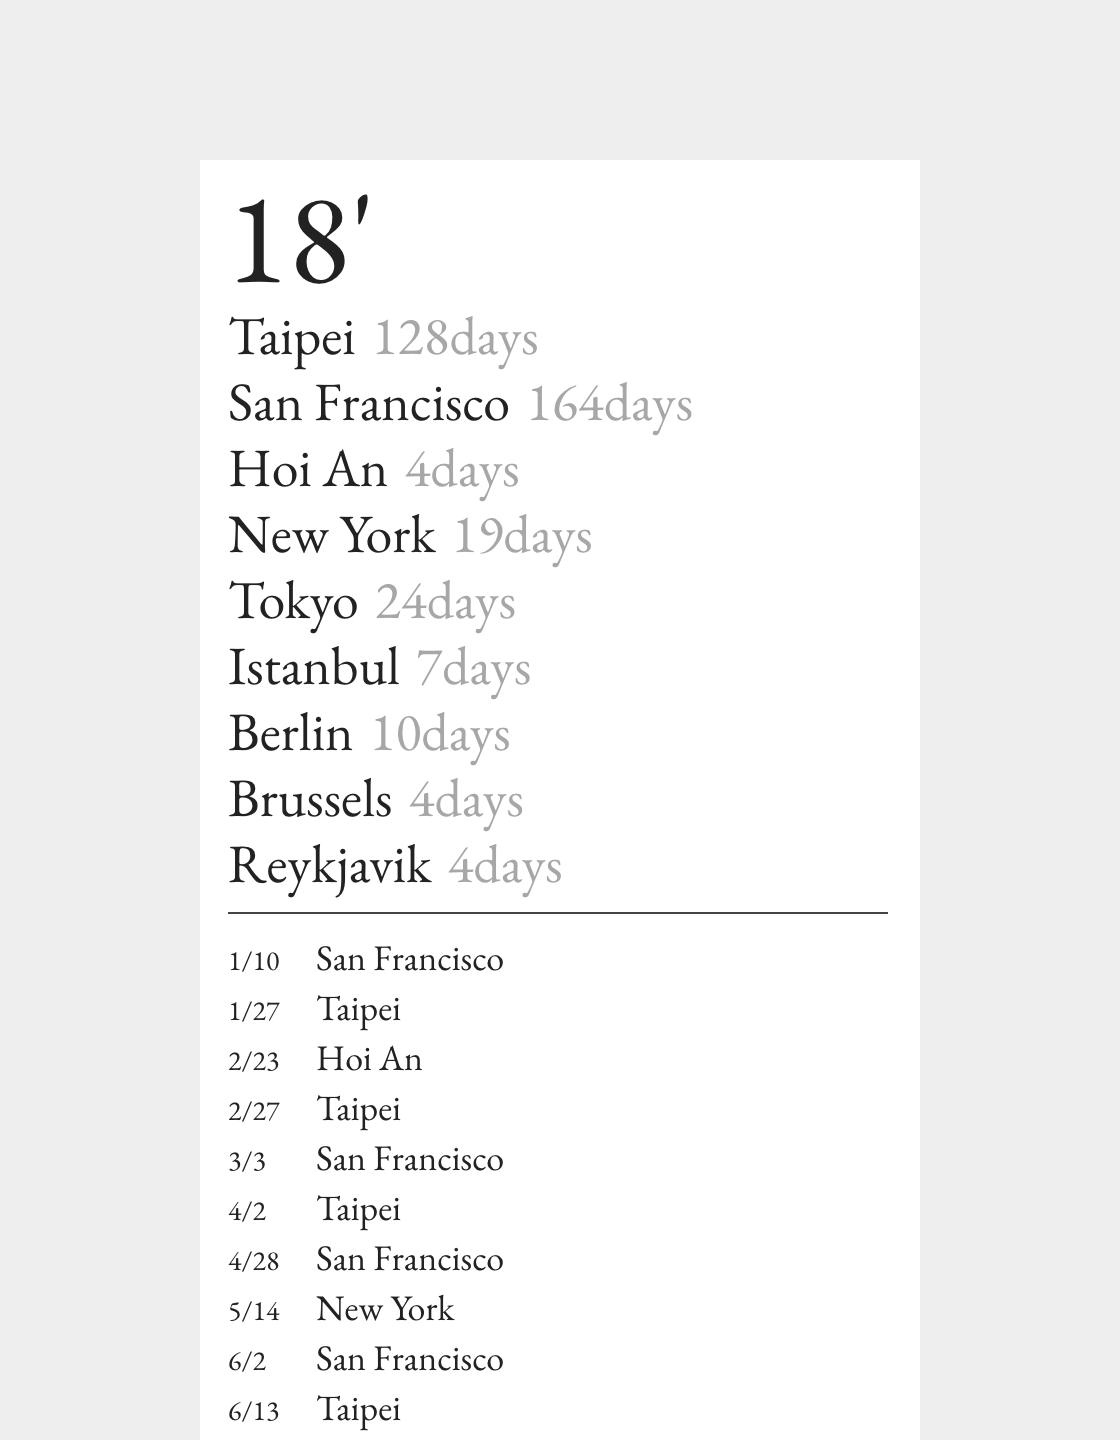 18'
Taipei 128days
San Francisco 164days
Hoi An 4days
New York 19days
Tokyo 24days
Istanbul 7days
Berlin 10days
Brussels 4days
Reykjavik 4days
1/10 San Francisco
1/27 Taipei
2/23 Hoi An
2/27 Taipei
3/3 San Francisco
4/2 Taipei
4/28 San Francisco
5/14 New York
6/2 San Francisco
6/13 Taipei